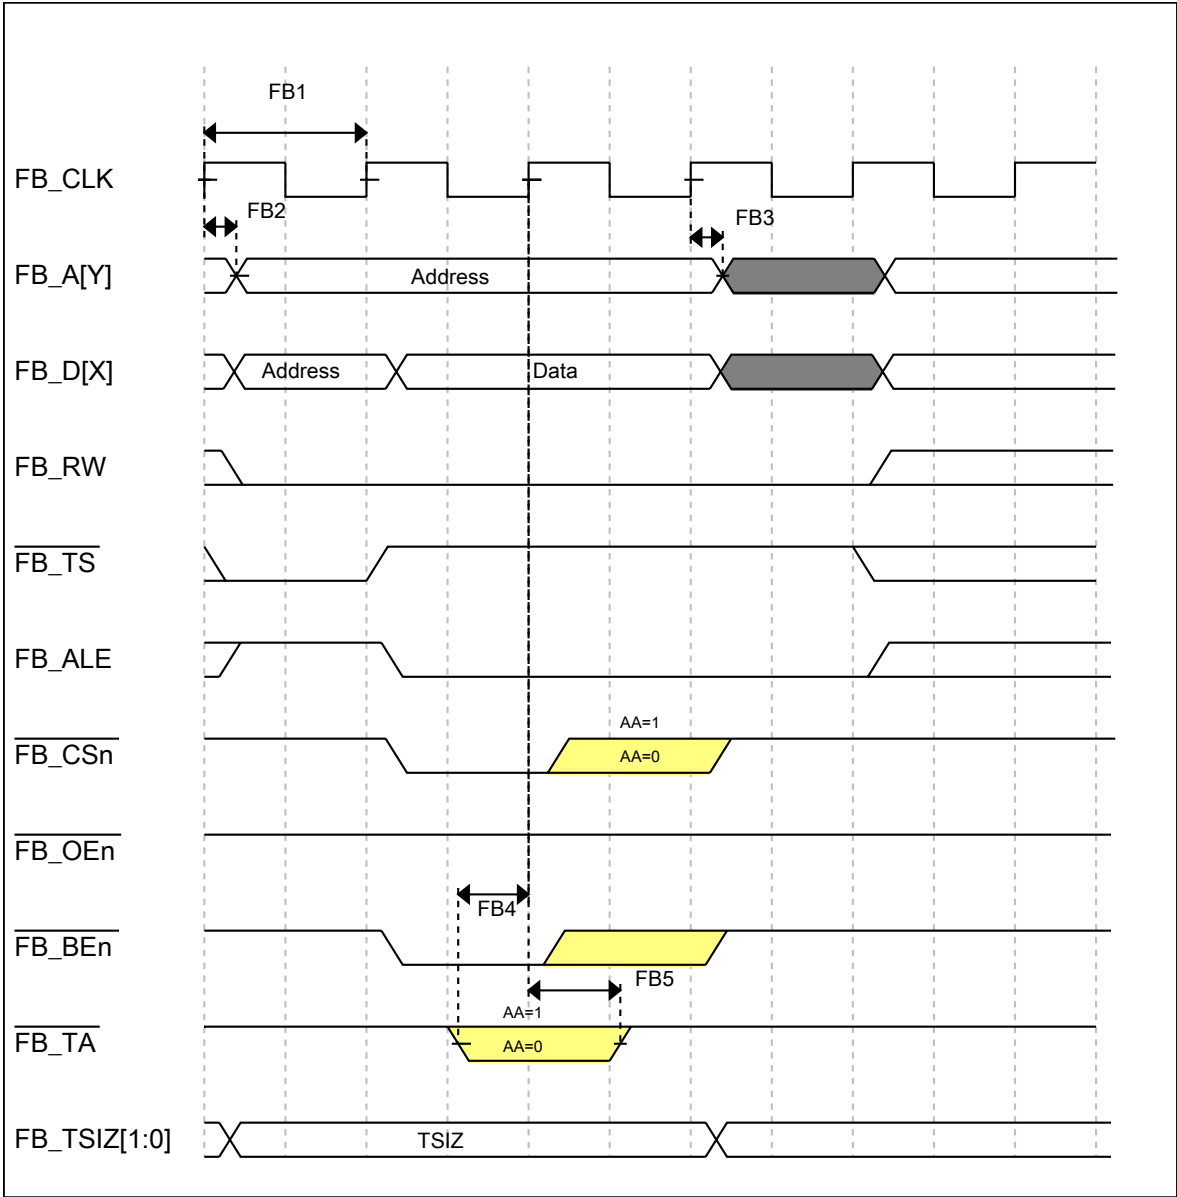 FB1
FB_CLK
FB2
FB3
FB_A[Y]
Address
FB_D[X]
Address
Data
FB_RW
FB_TS
FB_ALE
AA=1
FB_CSn
AA=0
FB_OEn
FB4
FB_BEn
FB5
AA=1
FB_TA
AA=0
FB_TSIZ[1:0]
TSIZ